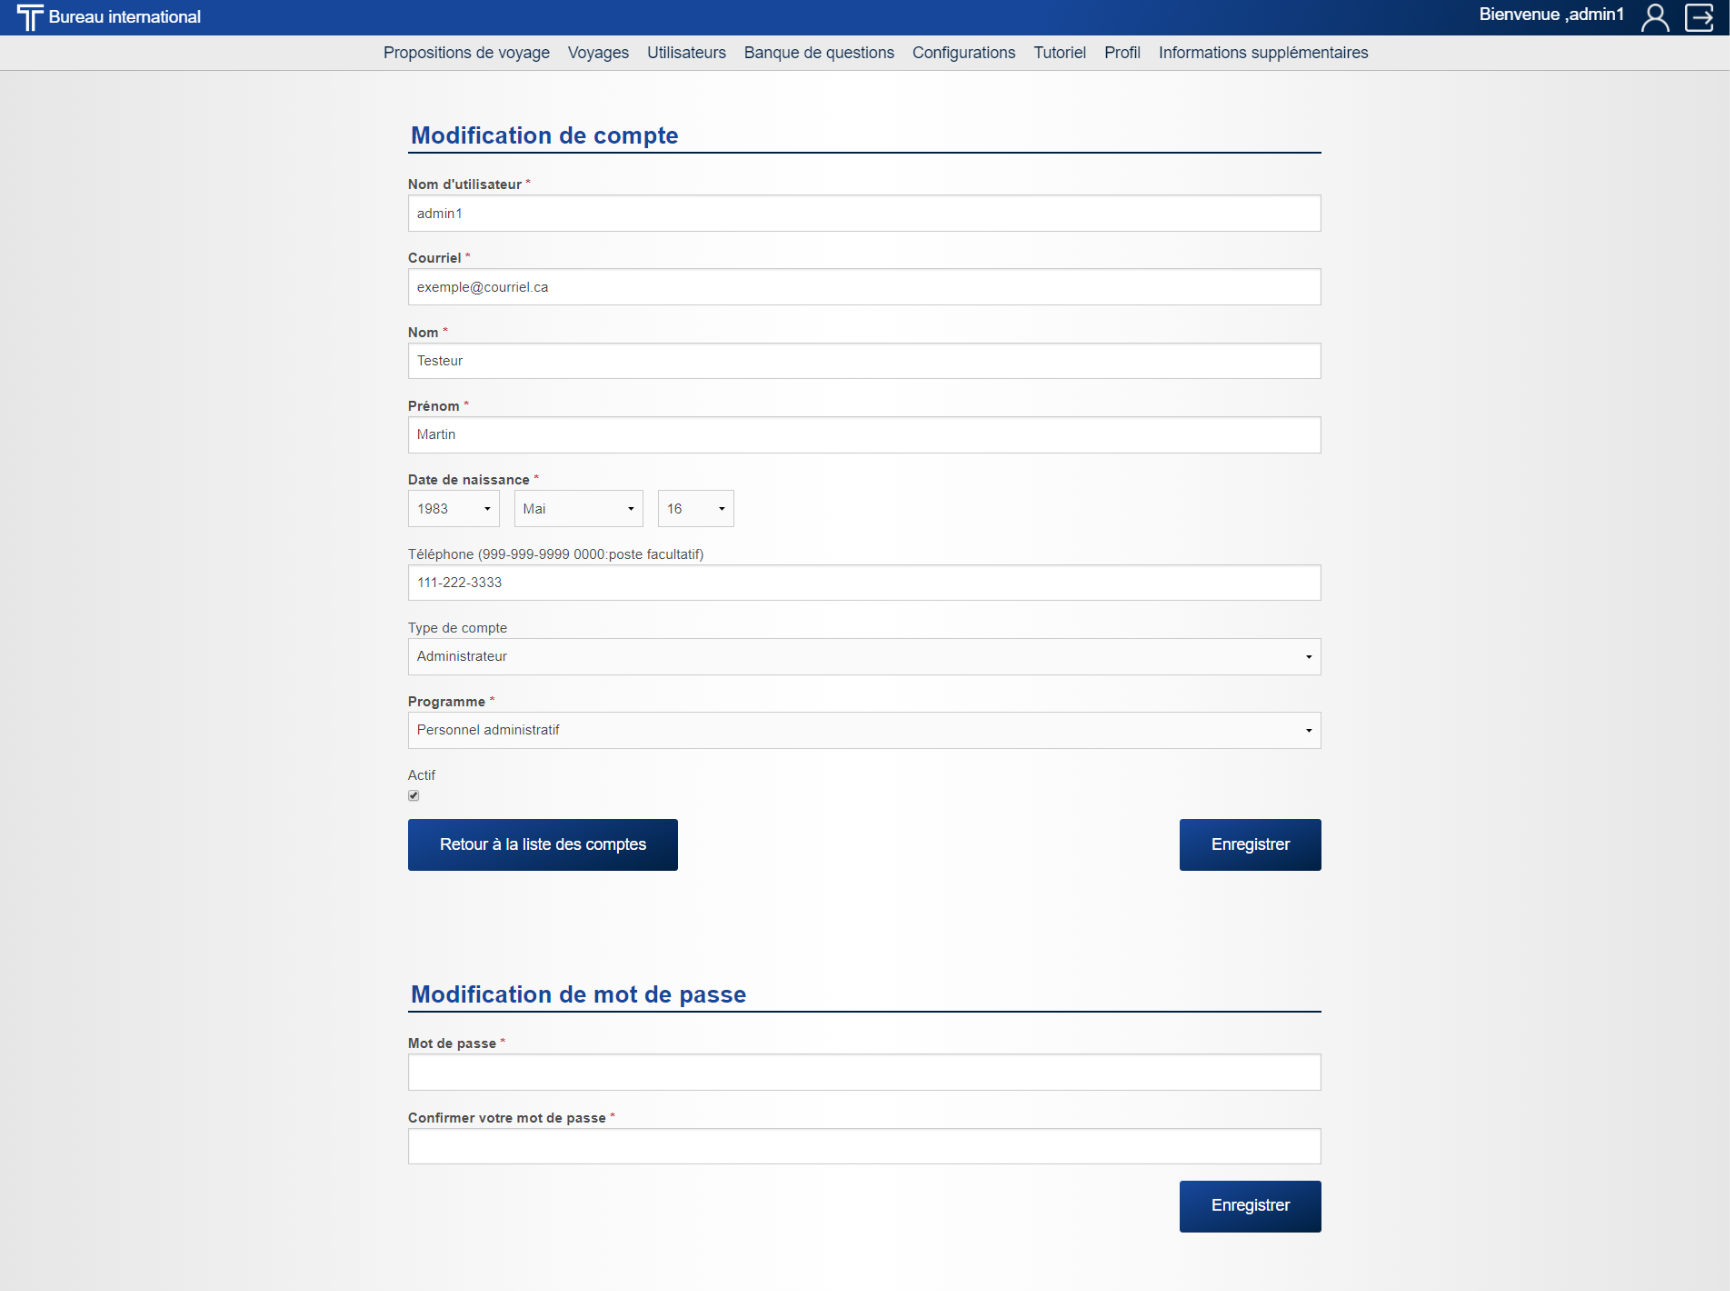 Bureau international
Bienvenue ,admin1
Propositions de voyage Voyages Utilisateurs Banque de questions Configurations Tutoriel Profil Informations supplémentaires
Modification de compte
Nom d'utilisateur *
admin1
Courriel *
exemple@courriel.ca
Nom *
Testeur
Prénom *
Martin
Date de naissance *
1983 Mai 16
Téléphone (999-999-9999 0000:poste facultatif)
111-222-3333
Type de compte
Administrateur
Programme *
Personnel administratif
Actif
Retour à la liste des comptes Enregistrer
Modification de mot de passe
Mot de passe *
Confirmer votre mot de passe *
Enregistrer